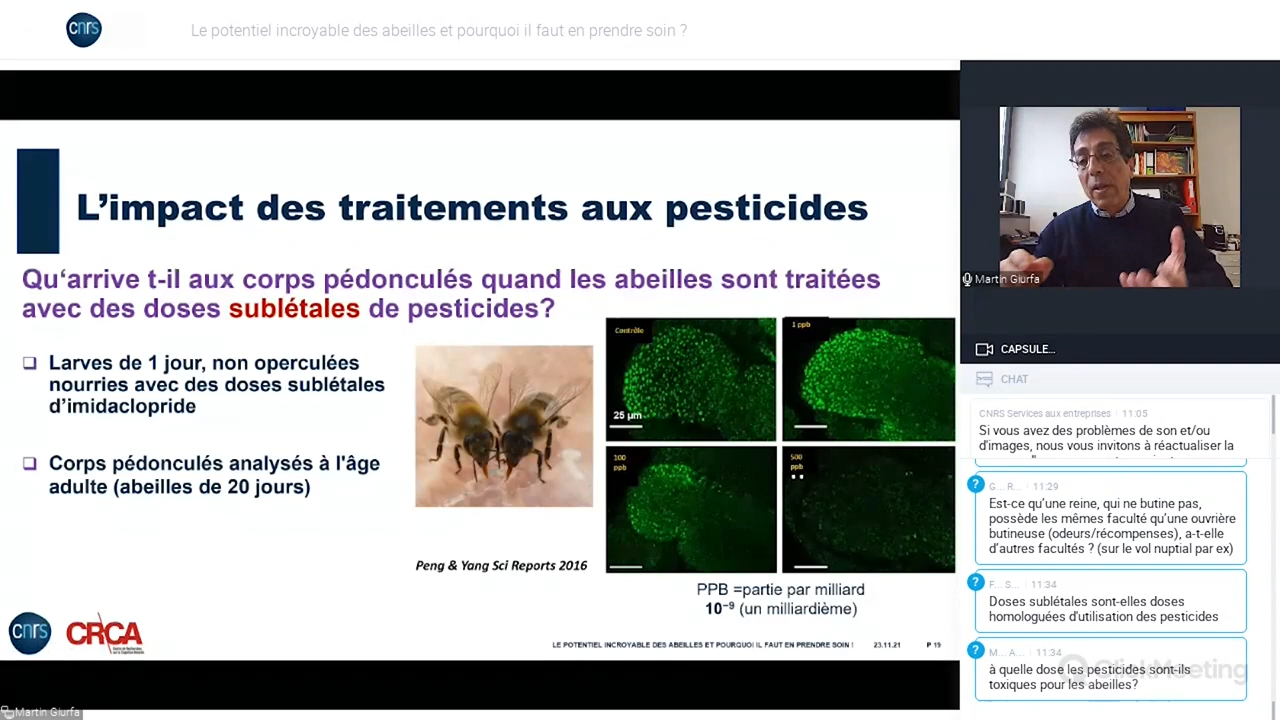 cnrs
Le potentiel incroyable des abeilles et pourquoi il faut en prendre soin ?
L'impact des traitements aux pesticides
Qu‘arrive t-il aux corps pédonculés quand les abeilles sont traitées
avec des doses sublétales de pesticides?
Larves de 1 jour, non operculées
nourries avec des doses sublétales
d'imidaclopride
Corps pédonculés analysés à l'âge
adulte (abeilles de 20 jours)
Contrôle
25 µm
1 ppb
100
ppb
500
ppb
Peng & Yang Sci Reports 2016
PPB =partie par milliard
10⁻⁹ (un milliardième)
cnrs
CRCA
LE POTENTIEL INCROYABLE DES ABEILLES ET POURQUOI IL FAUT EN PRENDRE SOIN ! 23.11.21 P 19
Martin Giurfa
Martin Giurfa
CAPSULE...
CHAT
CNRS Services aux entreprises 11:05
Si vous avez des problèmes de son et/ou
d'images, nous vous invitons à réactualiser la
? G... R... 11:29
Est-ce qu'une reine, qui ne butine pas,
possède les mêmes faculté qu'une ouvrière
butineuse (odeurs/récompenses), a-t-elle
d'autres facultés ? (sur le vol nuptial par ex)
? F... S... 11:34
Doses sublétales sont-elles doses
homologuées d'utilisation des pesticides
? M... A... 11:34
à quelle dose les pesticides sont-ils
toxiques pour les abeilles?
ClickMeeting